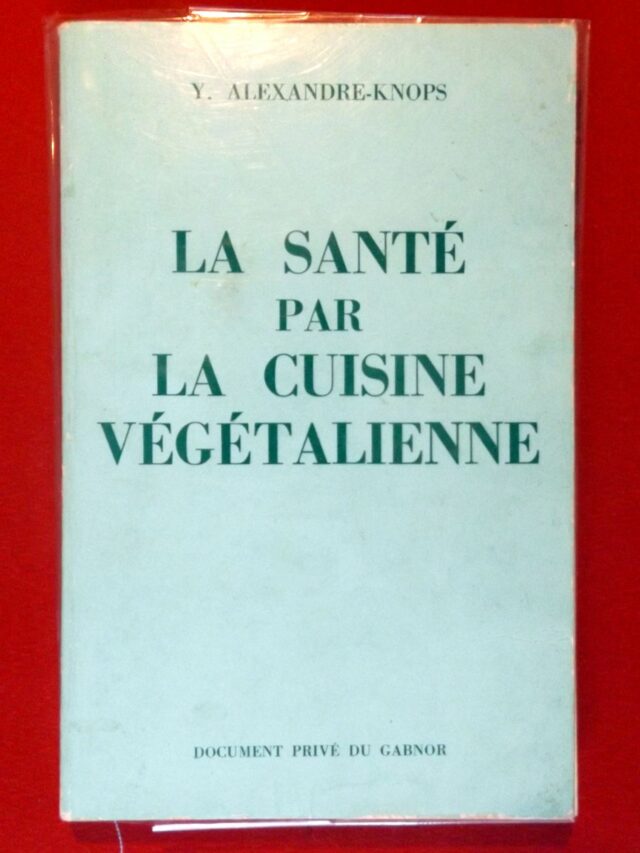 Y. ALEXANDRE-KNOPS
LA SANTÉ
PAR
LA CUISINE
VÉGÉTALIENNE
DOCUMENT PRIVÉ DU GABNOR